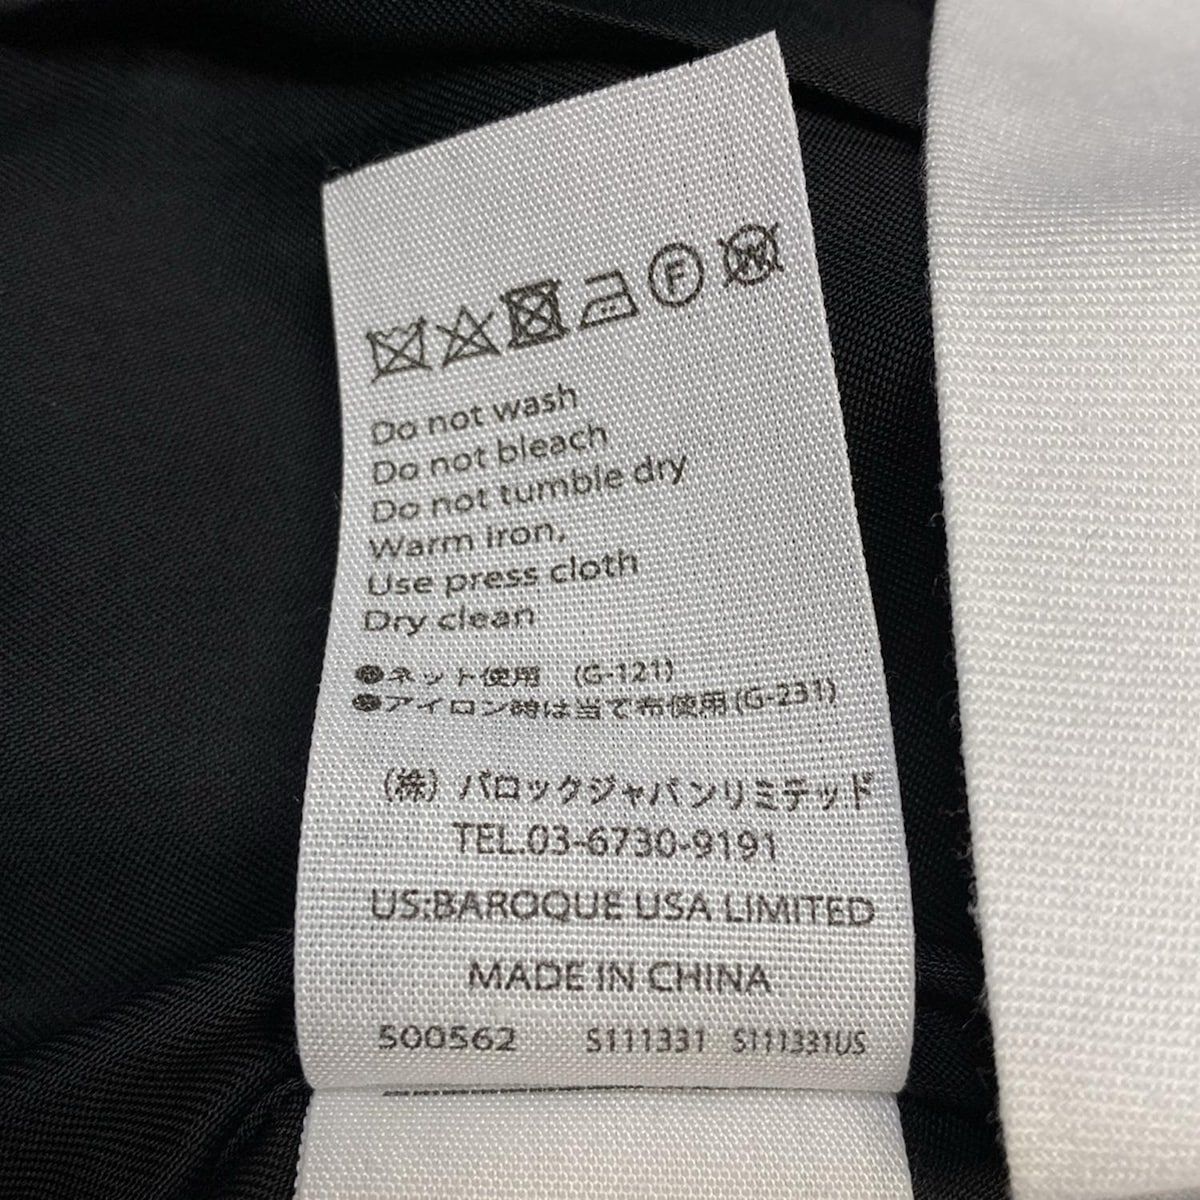 F W
Do not wash
Do not bleach
Do not tumble dry
Warm iron,
Use press cloth
Dry clean
●ネット使用 (G-121)
●アイロン時は当て布使用(G-231)
(株) バロックジャパンリミテッド
TEL.03-6730-9191
US:BAROQUE USA LIMITED
MADE IN CHINA
500562 S111331 S111331US